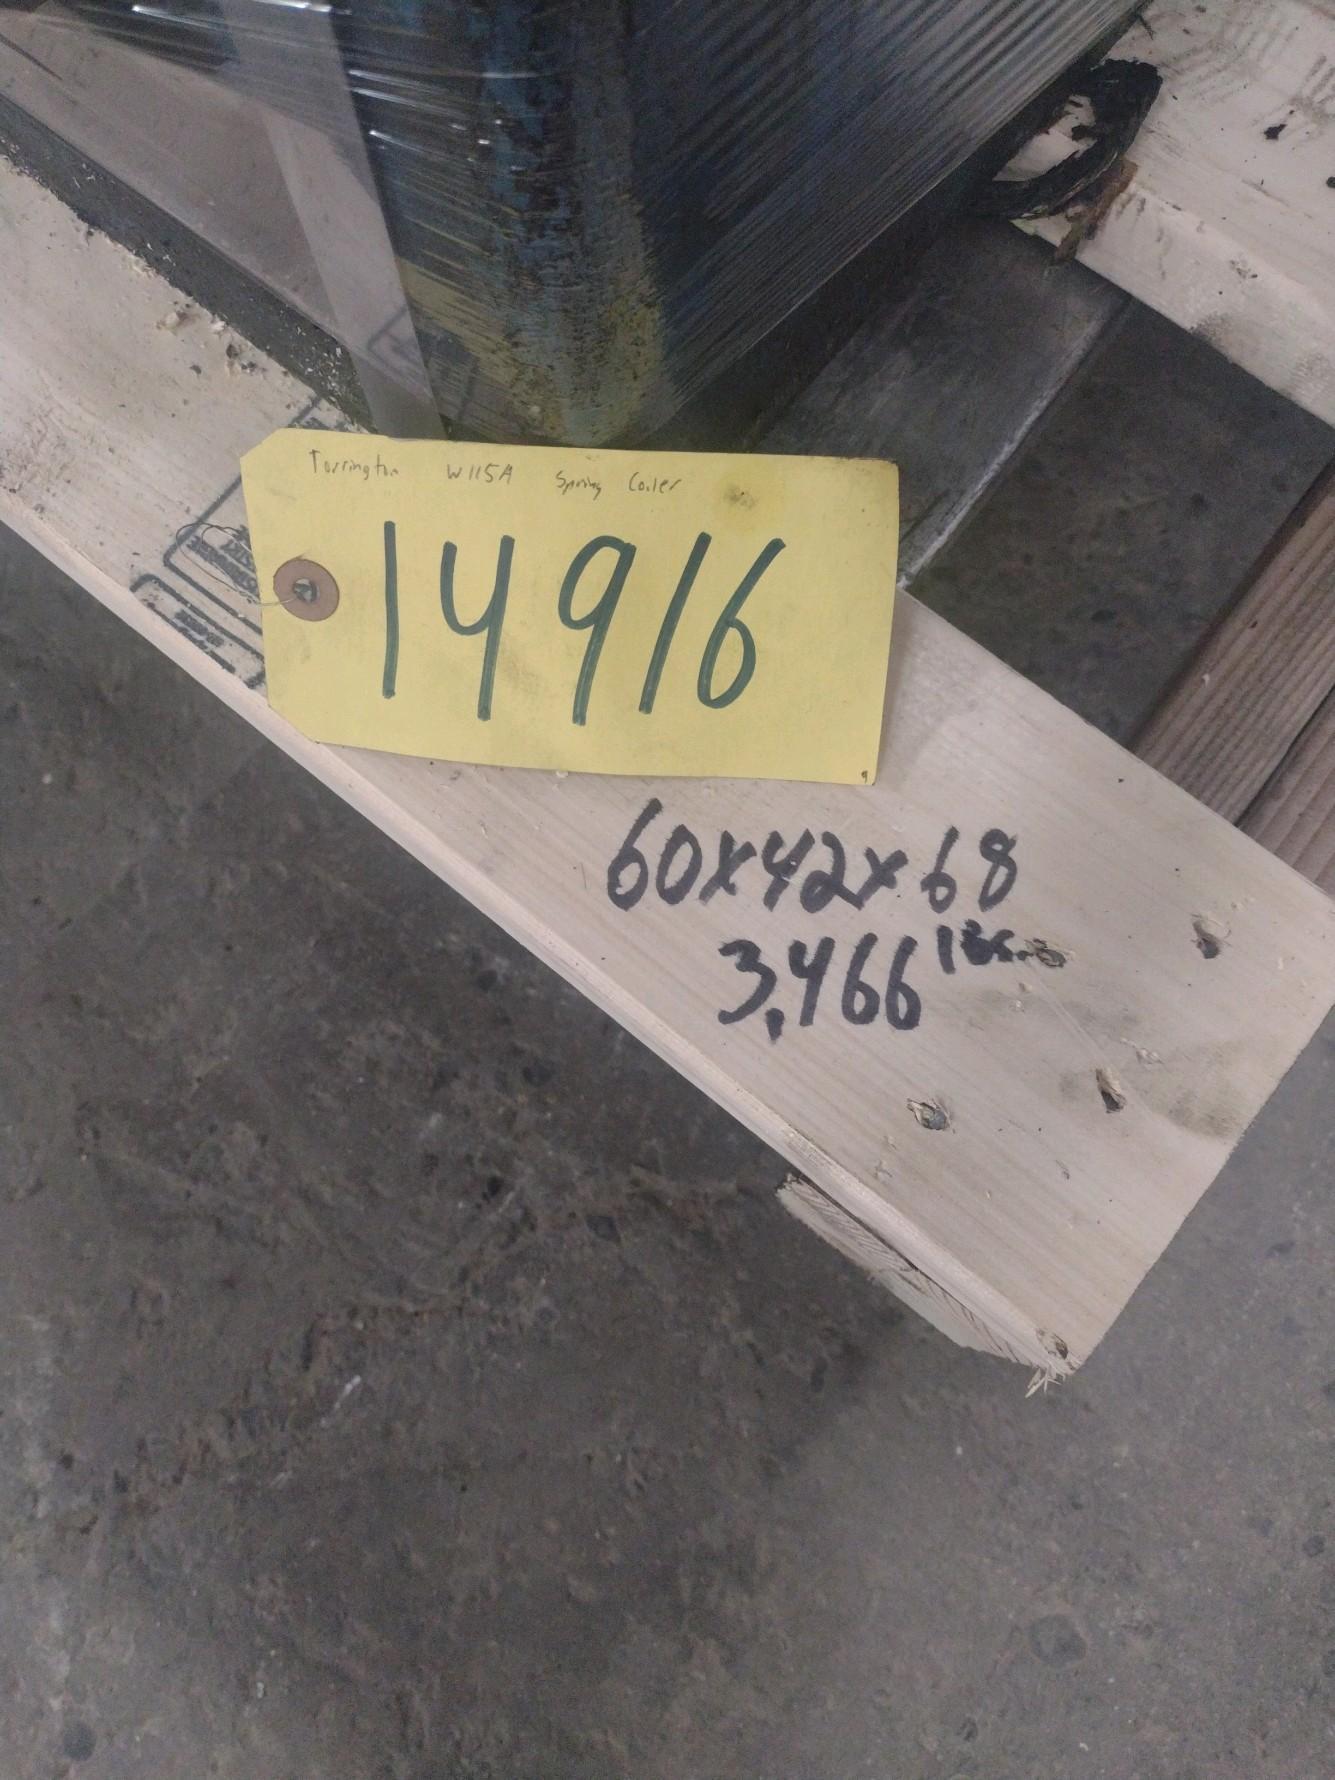 Torrington W115A Spring Coiler
14916
60x42x68
3,466 lbs.